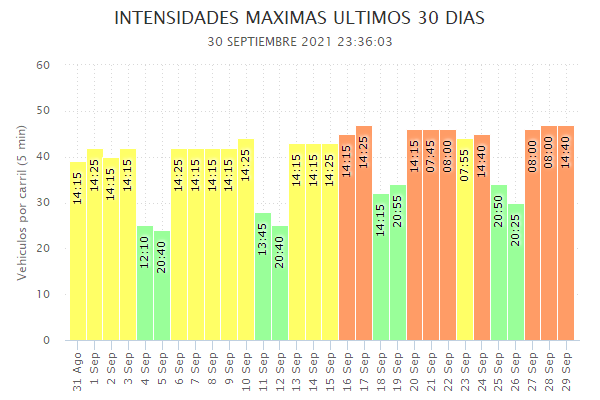 INTENSIDADES MAXIMAS ULTIMOS 30 DIAS
30 SEPTIEMBRE 2021 23:36:03
Vehiculos por carril (5 min)
60
50
40
30
20
10
0
14:15
14:25
14:15
14:15
12:10
20:40
14:25
14:15
14:15
14:15
14:25
13:45
20:40
14:15
14:15
14:25
14:15
14:25
14:15
20:55
14:15
07:45
08:00
07:55
14:40
20:50
20:25
08:00
08:00
14:40
31 Ago
1 Sep
2 Sep
3 Sep
4 Sep
5 Sep
6 Sep
7 Sep
8 Sep
9 Sep
10 Sep
11 Sep
12 Sep
13 Sep
14 Sep
15 Sep
16 Sep
17 Sep
18 Sep
19 Sep
20 Sep
21 Sep
22 Sep
23 Sep
24 Sep
25 Sep
26 Sep
27 Sep
28 Sep
29 Sep